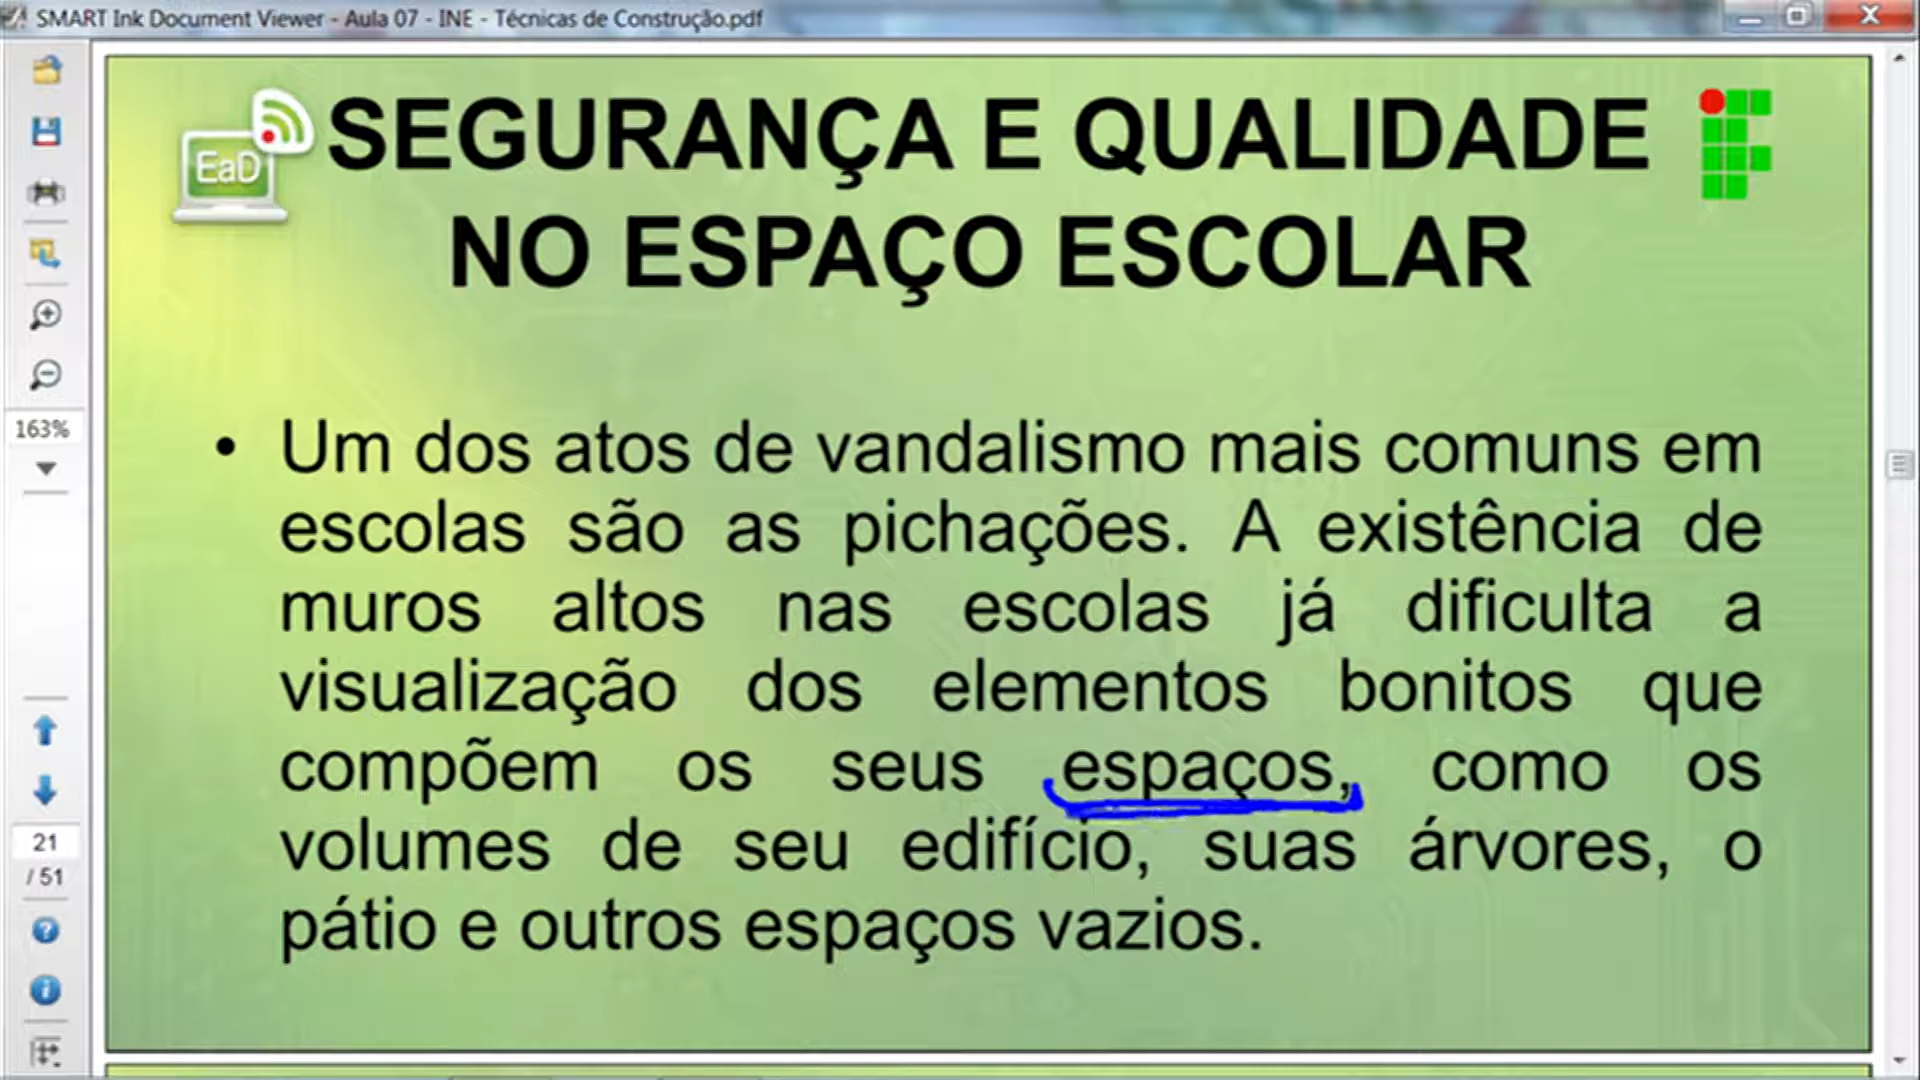 SMART Ink Document Viewer - Aula 07 - INE - Técnicas de Construção.pdf
EaD
SEGURANÇA E QUALIDADE
NO ESPAÇO ESCOLAR
163%
• Um dos atos de vandalismo mais comuns em
escolas são as pichações. A existência de
muros altos nas escolas já dificulta a
visualização dos elementos bonitos que
compõem os seus espaços, como os
volumes de seu edifício, suas árvores, o
pátio e outros espaços vazios.
21
/ 51